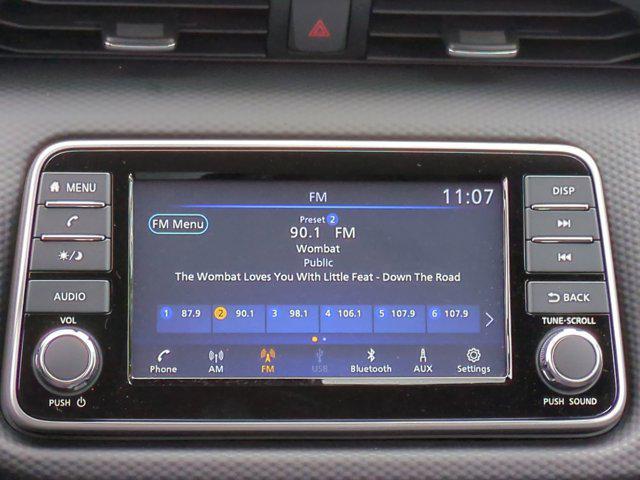 MENU
AUDIO
VOL
PUSH
FM
11:07
FM Menu
Preset 2
90.1 FM
Wombat
Public
The Wombat Loves You With Little Feat - Down The Road
1 87.9 2 90.1 3 98.1 4 106.1 5 107.9 6 107.9
Phone AM FM USB Bluetooth AUX Settings
DISP
BACK
TUNE-SCROLL
PUSH SOUND